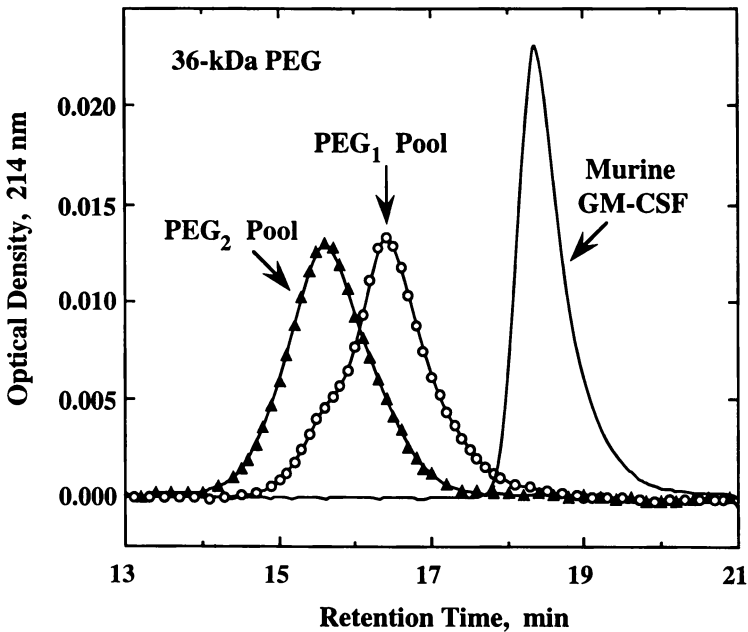 36-kDa PEG
PEG1 Pool
PEG2 Pool
Murine
GM-CSF
Optical Density, 214 nm
0.020
0.015
0.010
0.005
0.000
13
15
17
19
21
Retention Time, min